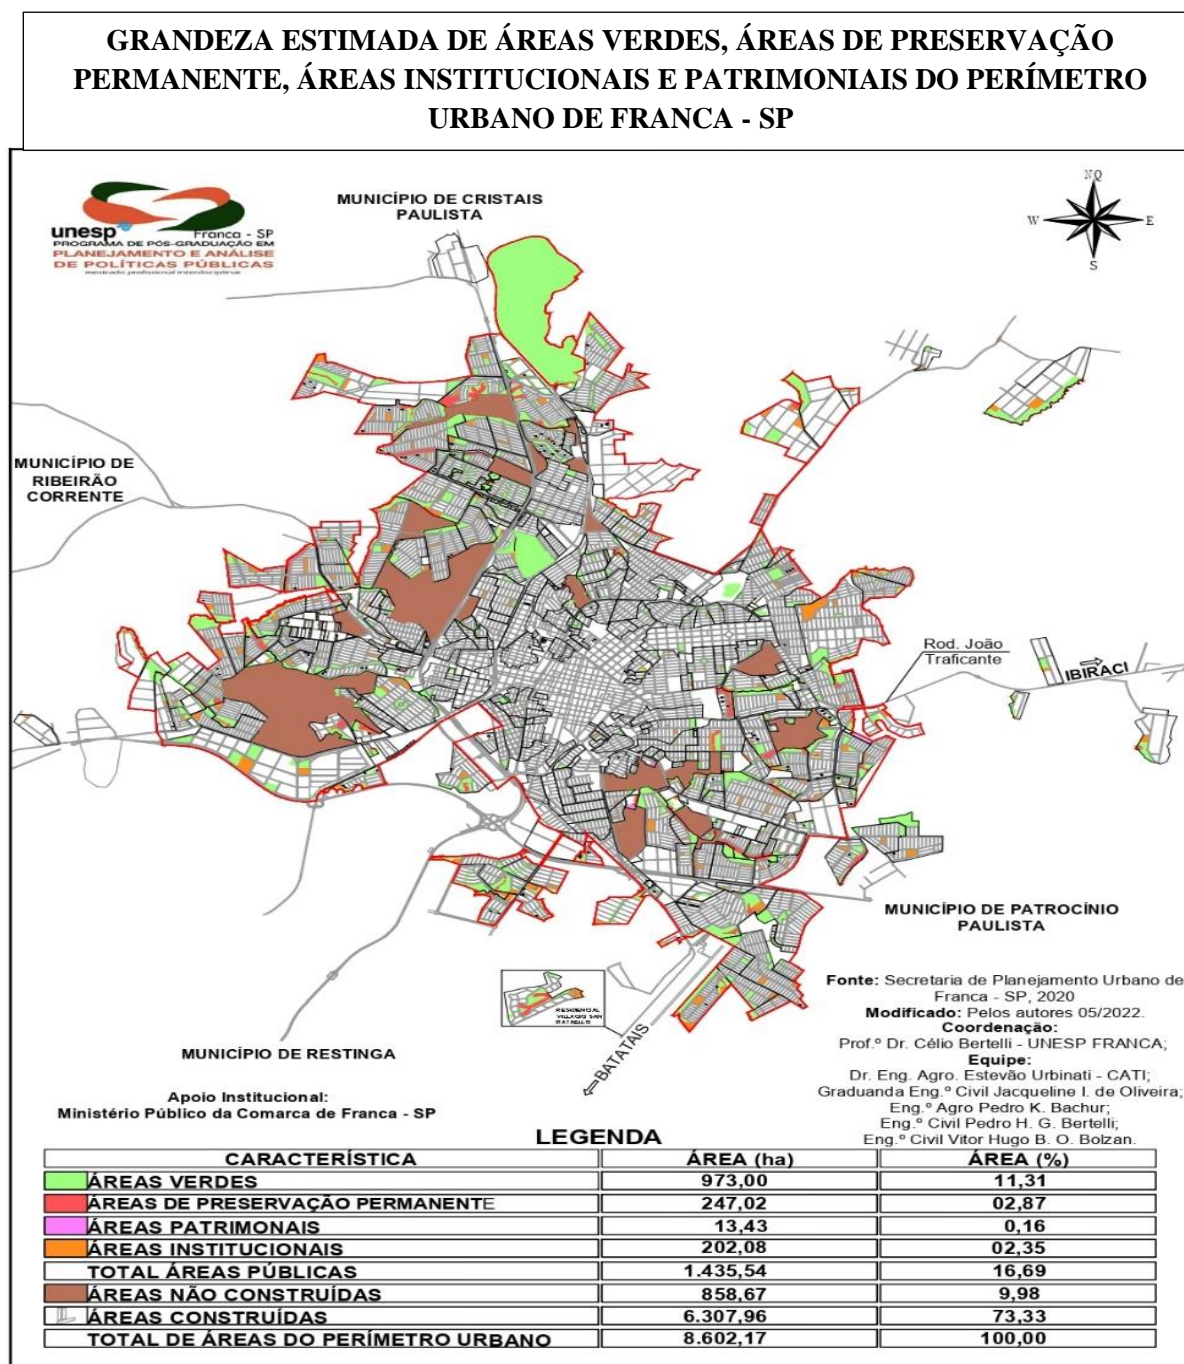 GRANDEZA ESTIMADA DE ÁREAS VERDES, ÁREAS DE PRESERVAÇÃO
PERMANENTE, ÁREAS INSTITUCIONAIS E PATRIMONIAIS DO PERÍMETRO
URBANO DE FRANCA - SP
unesp Franca - SP
PROGRAMA DE PÓS-GRADUAÇÃO EM
PLANEJAMENTO E ANÁLISE
DE POLÍTICAS PÚBLICAS
mestrado profissional interdisciplinar
MUNICÍPIO DE CRISTAIS
PAULISTA
NQ
W E
S
MUNICÍPIO DE
RIBEIRÃO
CORRENTE
Rod. João
Traficante
IBIRACI
MUNICÍPIO DE PATROCÍNIO
PAULISTA
RESIDENCIAL
BATATAIS
MUNICÍPIO DE RESTINGA
Fonte: Secretaria de Planejamento Urbano de
Franca - SP, 2020
Modificado: Pelos autores 05/2022.
Coordenação:
Prof.º Dr. Célio Bertelli - UNESP FRANCA;
Equipe:
Dr. Eng. Agro. Estevão Urbinati - CATI;
Graduanda Eng.º Civil Jacqueline I. de Oliveira;
Eng.º Agro Pedro K. Bachur;
Eng.º Civil Pedro H. G. Bertelli;
Eng.º Civil Vitor Hugo B. O. Bolzan.
Apoio Institucional:
Ministério Público da Comarca de Franca - SP
LEGENDA
CARACTERÍSTICA ÁREA (ha) ÁREA (%)
ÁREAS VERDES 973,00 11,31
ÁREAS DE PRESERVAÇÃO PERMANENTE 247,02 02,87
ÁREAS PATRIMONAIS 13,43 0,16
ÁREAS INSTITUCIONAIS 202,08 02,35
TOTAL ÁREAS PÚBLICAS 1.435,54 16,69
ÁREAS NÃO CONSTRUÍDAS 858,67 9,98
ÁREAS CONSTRUÍDAS 6.307,96 73,33
TOTAL DE ÁREAS DO PERÍMETRO URBANO 8.602,17 100,00